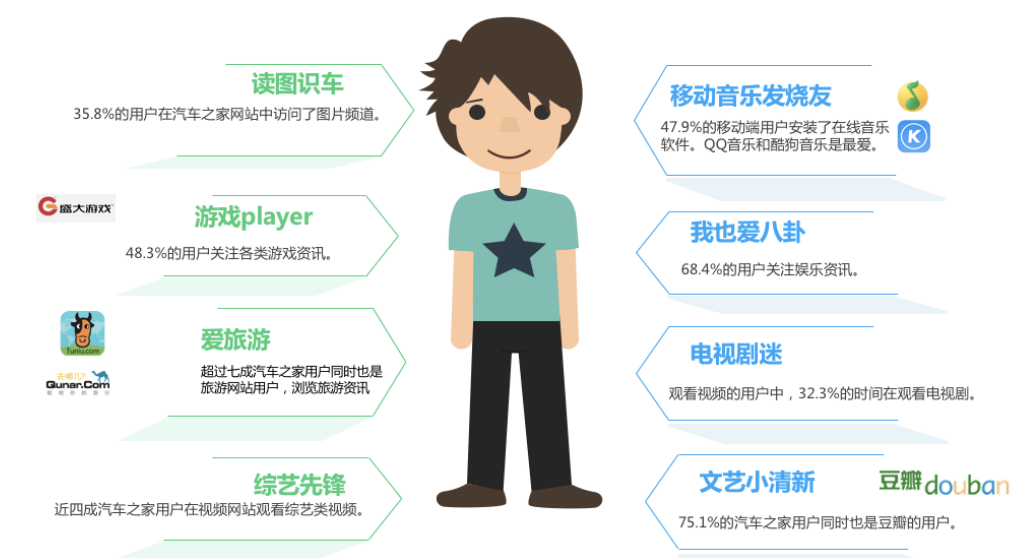 读图识车
35.8%的用户在汽车之家网站中访问了图片频道。
盛大游戏
游戏player
48.3%的用户关注各类游戏资讯。
Tuniu.com
去哪儿?
Qunar.Com
聪明你的旅行
爱旅游
超过七成汽车之家用户同时也是
旅游网站用户，浏览旅游资讯
综艺先锋
近四成汽车之家用户在视频网站观看综艺类视频。
移动音乐发烧友
47.9%的移动端用户安装了在线音乐
软件。QQ音乐和酷狗音乐是最爱。
K
我也爱八卦
68.4%的用户关注娱乐资讯。
电视剧迷
观看视频的用户中，32.3%的时间在观看电视剧。
文艺小清新
豆瓣douban
75.1%的汽车之家用户同时也是豆瓣的用户。